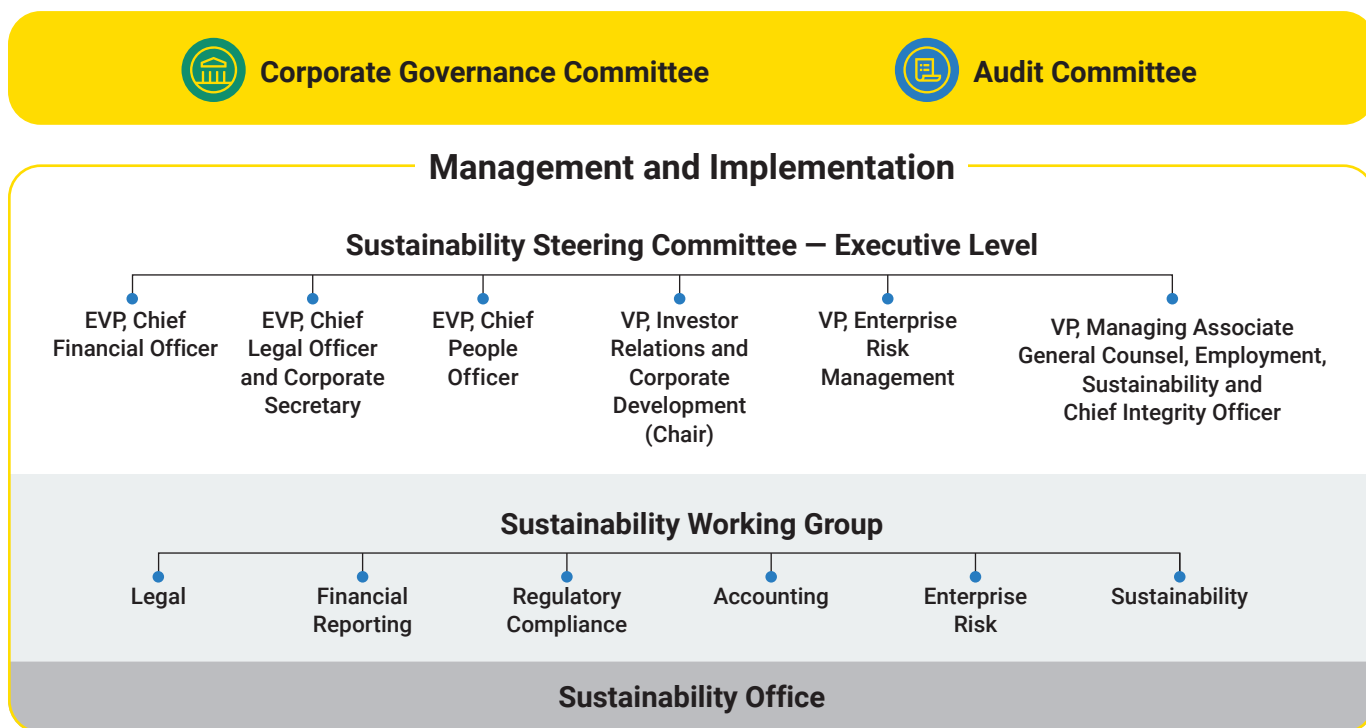 Corporate Governance Committee
Audit Committee
Management and Implementation
Sustainability Steering Committee — Executive Level
EVP, Chief
Financial Officer
EVP, Chief
Legal Officer
and Corporate
Secretary
EVP, Chief
People
Officer
VP, Investor
Relations and
Corporate
Development
(Chair)
VP, Enterprise
Risk
Management
VP, Managing Associate
General Counsel, Employment,
Sustainability and
Chief Integrity Officer
Sustainability Working Group
Legal
Financial
Reporting
Regulatory
Compliance
Accounting
Enterprise
Risk
Sustainability
Sustainability Office